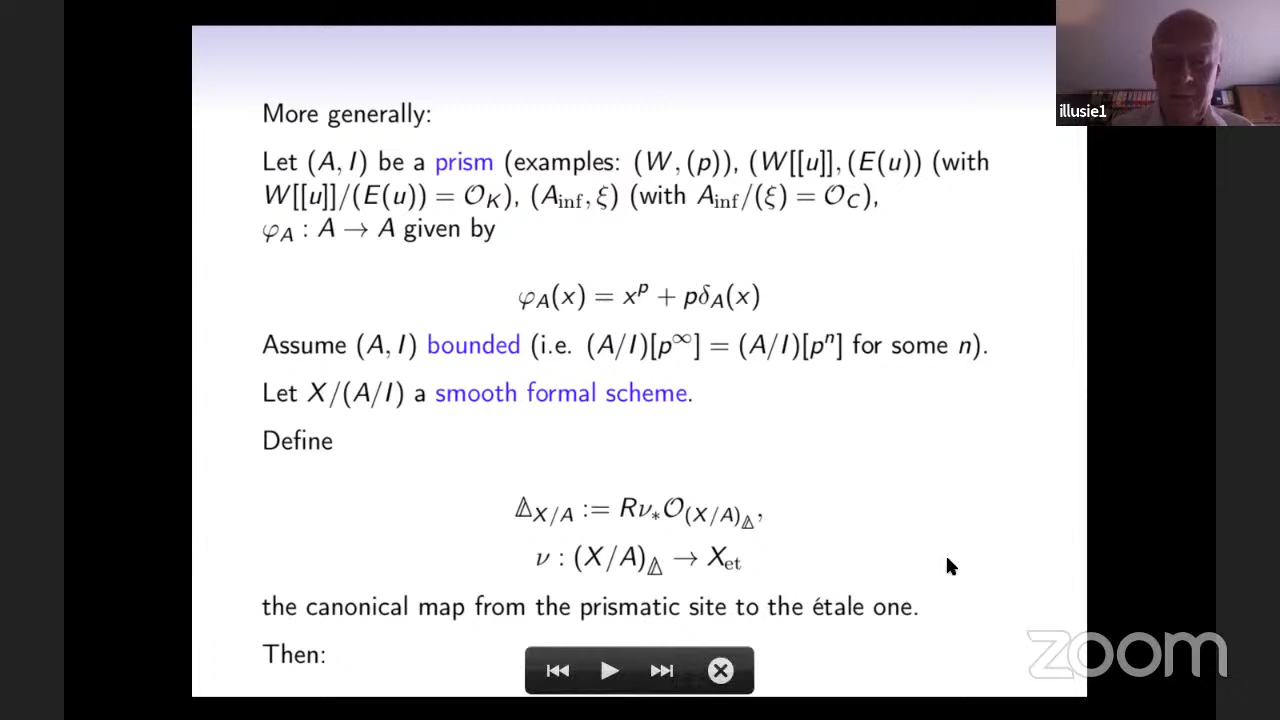 More generally:
Let (A, I) be a prism (examples: (W, (p)), (W[[u]], (E(u)) (with
W[[u]]/(E(u)) = 𝒪_K), (A_inf, ξ) (with A_inf/(ξ) = 𝒪_C),
φ_A : A → A given by
φ_A(x) = x^p + pδ_A(x)
Assume (A, I) bounded (i.e. (A/I)[p^∞] = (A/I)[p^n] for some n).
Let X/(A/I) a smooth formal scheme.
Define
𝚫_{X/A} := Rν_*𝒪_{(X/A)_𝚫},
ν : (X/A)_𝚫 → X_et
the canonical map from the prismatic site to the étale one.
Then:
illusie1
zoom